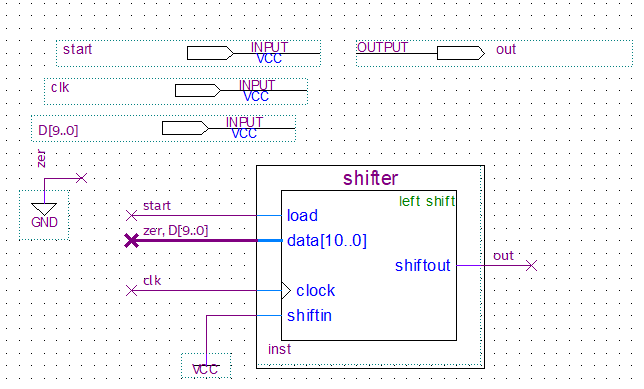 start
INPUT
VCC
OUTPUT
out
clk
INPUT
VCC
D[9..0]
INPUT
VCC
zer
GND
shifter
left shift
start
load
zer, D[9..0]
data[10..0]
out
shiftout
clk
clock
shiftin
inst
VCC